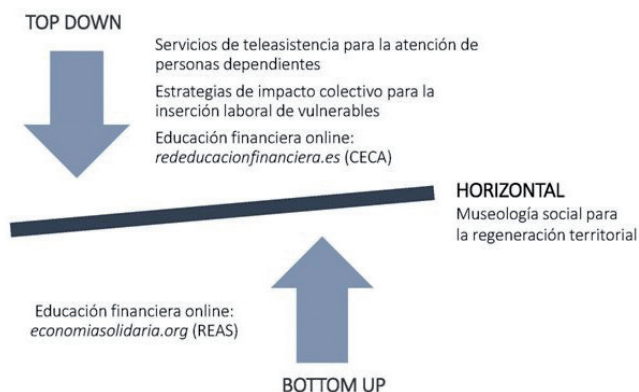 TOP DOWN
Servicios de teleasistencia para la atención de
personas dependientes
Estrategias de impacto colectivo para la
inserción laboral de vulnerables
Educación financiera online:
rededucacionfinanciera.es (CECA)
HORIZONTAL
Museología social para
la regeneración territorial
Educación financiera online:
economiasolidaria.org (REAS)
BOTTOM UP